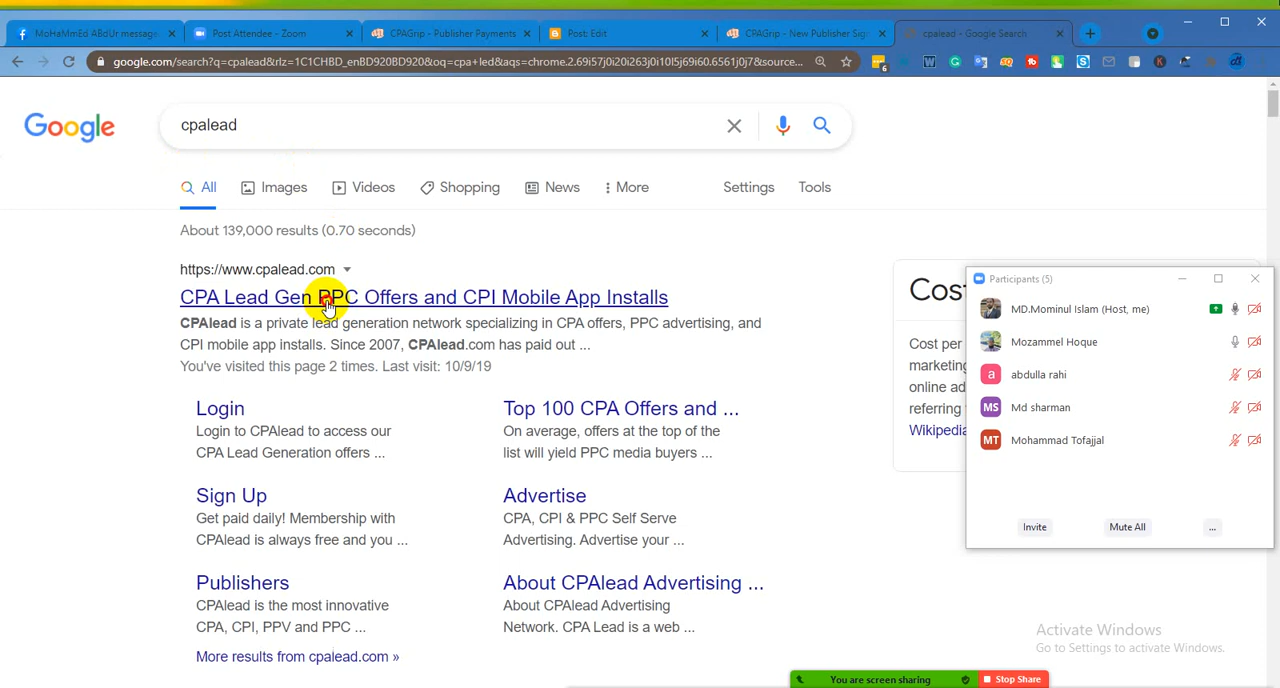 MoHaMmEd ABdUr message
Post Attendee - Zoom
CPAGrip - Publisher Payments
Post: Edit
CPAGrip - New Publisher Sig
cpalead - Google Search
google.com/search?q=cpalead&rlz=1C1CHBD_enBD920BD920&oq=cpa+led&aqs=chrome.2.69i57j0i20i263j0i10l5j69i60.6561j0j7&source...
6
Google
cpalead
All
Images
Videos
Shopping
News
More
Settings
Tools
About 139,000 results (0.70 seconds)
https://www.cpalead.com
CPA Lead Gen PPC Offers and CPI Mobile App Installs
CPAlead is a private lead generation network specializing in CPA offers, PPC advertising, and
CPI mobile app installs. Since 2007, CPAlead.com has paid out ...
You've visited this page 2 times. Last visit: 10/9/19
Login
Login to CPAlead to access our
CPA Lead Generation offers ...
Top 100 CPA Offers and ...
On average, offers at the top of the
list will yield PPC media buyers ...
Sign Up
Get paid daily! Membership with
CPAlead is always free and you ...
Advertise
CPA, CPI & PPC Self Serve
Advertising. Advertise your ...
Publishers
CPAlead is the most innovative
CPA, CPI, PPV and PPC ...
About CPAlead Advertising ...
About CPAlead Advertising
Network. CPA Lead is a web ...
More results from cpalead.com »
Cost
Cost per
marketing
online ad
referring
Wikipedia
Participants (5)
MD.Mominul Islam (Host, me)
Mozammel Hoque
a
abdulla rahi
MS
Md sharman
MT
Mohammad Tofajjal
Invite
Mute All
...
Activate Windows
Go to Settings to activate Windows.
You are screen sharing
Stop Share